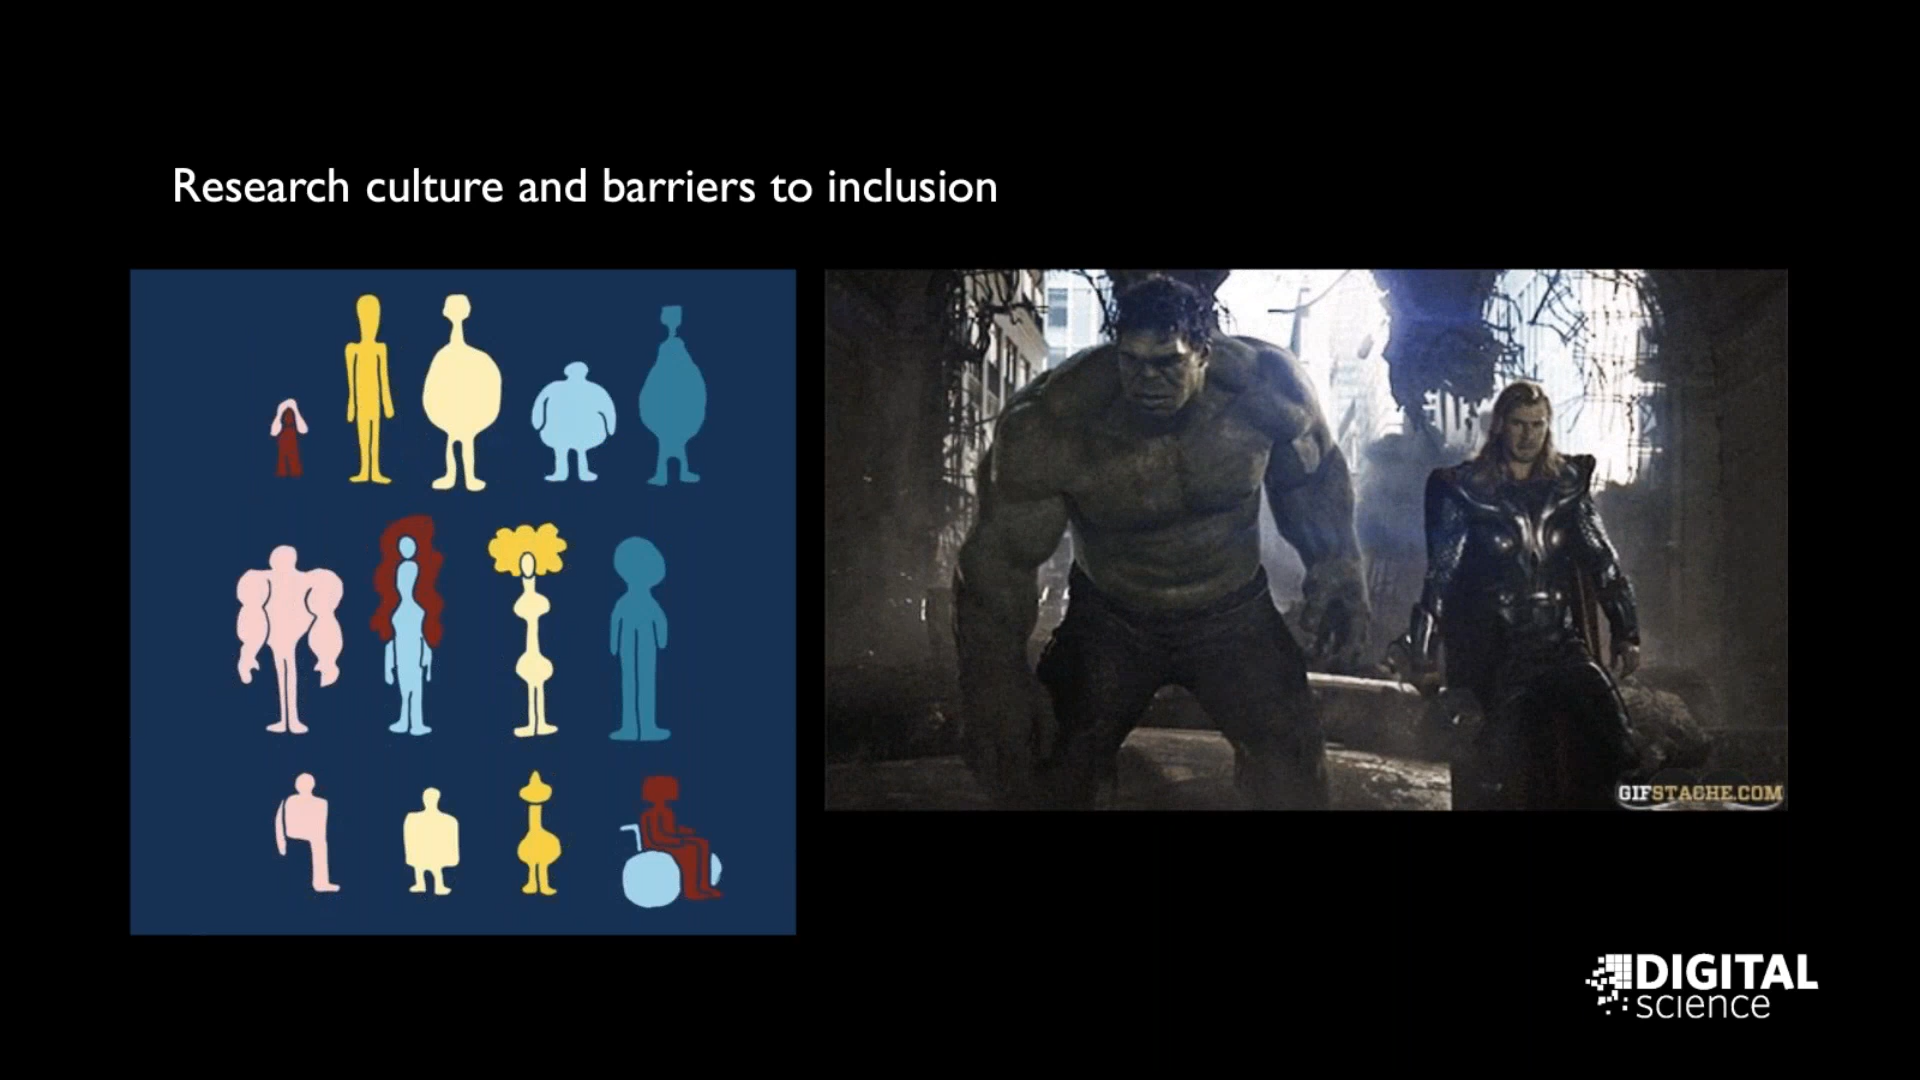 Research culture and barriers to inclusion
GIFSTACHE.COM
DIGITAL
science